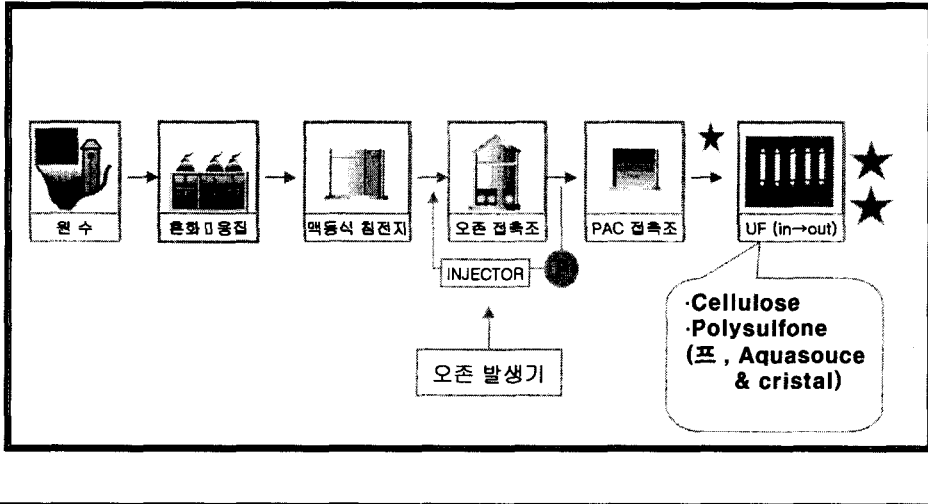 원 수
혼화▯응집
맥동식 침전지
오존 접촉조
PAC 접촉조
UF (in→out)
INJECTOR
오존 발생기
·Cellulose
·Polysulfone
(프 , Aquasouce
& cristal)